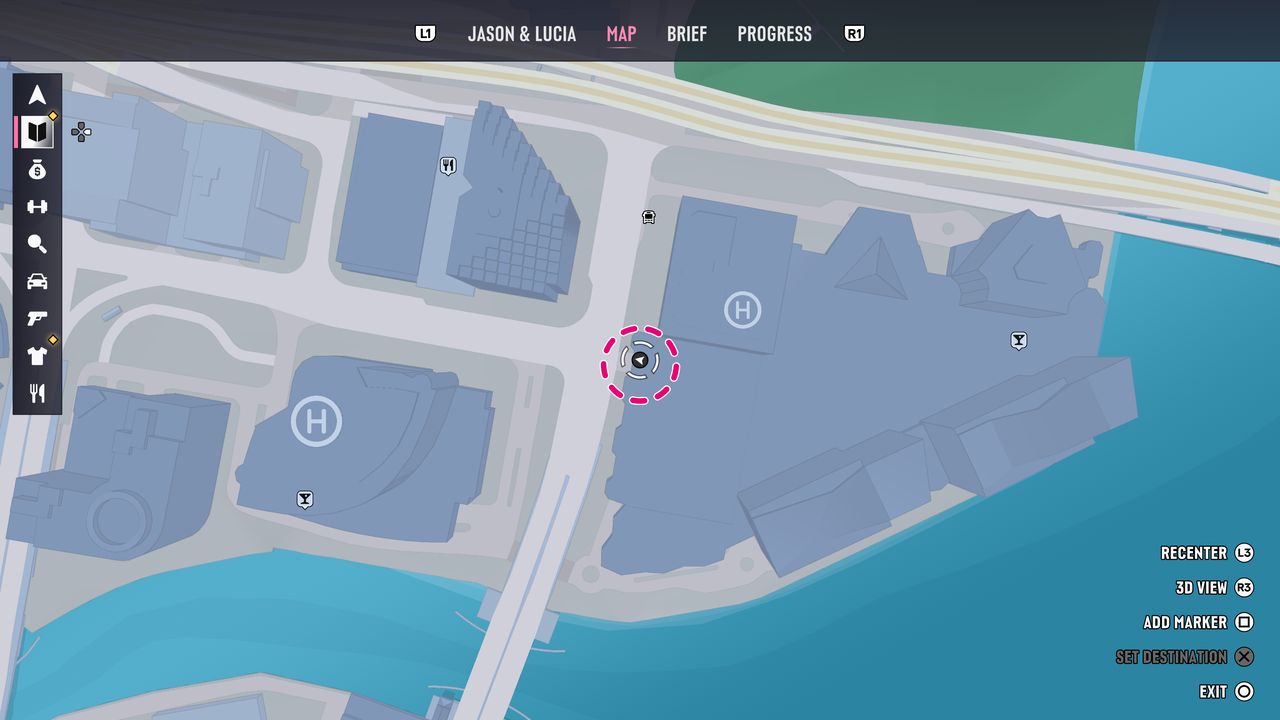 L1 JASON & LUCIA MAP BRIEF PROGRESS R1
H
H
RECENTER L3
3D VIEW R3
ADD MARKER
SET DESTINATION
EXIT